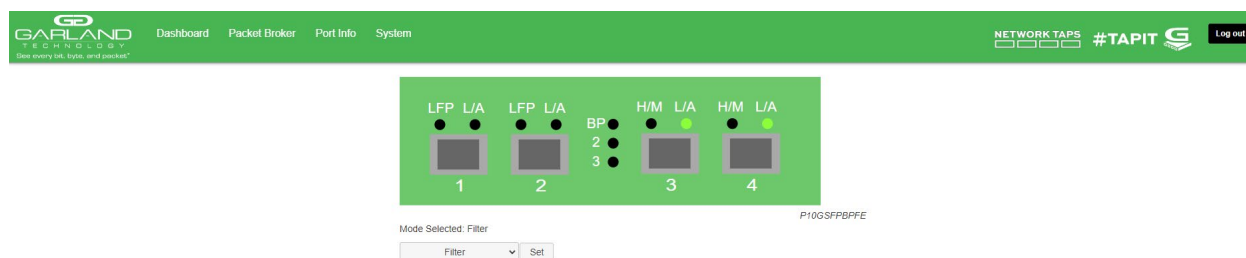 GARLAND
TECHNOLOGY
See every bit, byte, and packet®
Dashboard Packet Broker Port Info System
NETWORK TAPS
#TAPIT
Log out
LFP L/A LFP L/A H/M L/A H/M L/A
BP
2
3
1 2 3 4
P10GSFPBPFE
Mode Selected: Filter
Filter Set